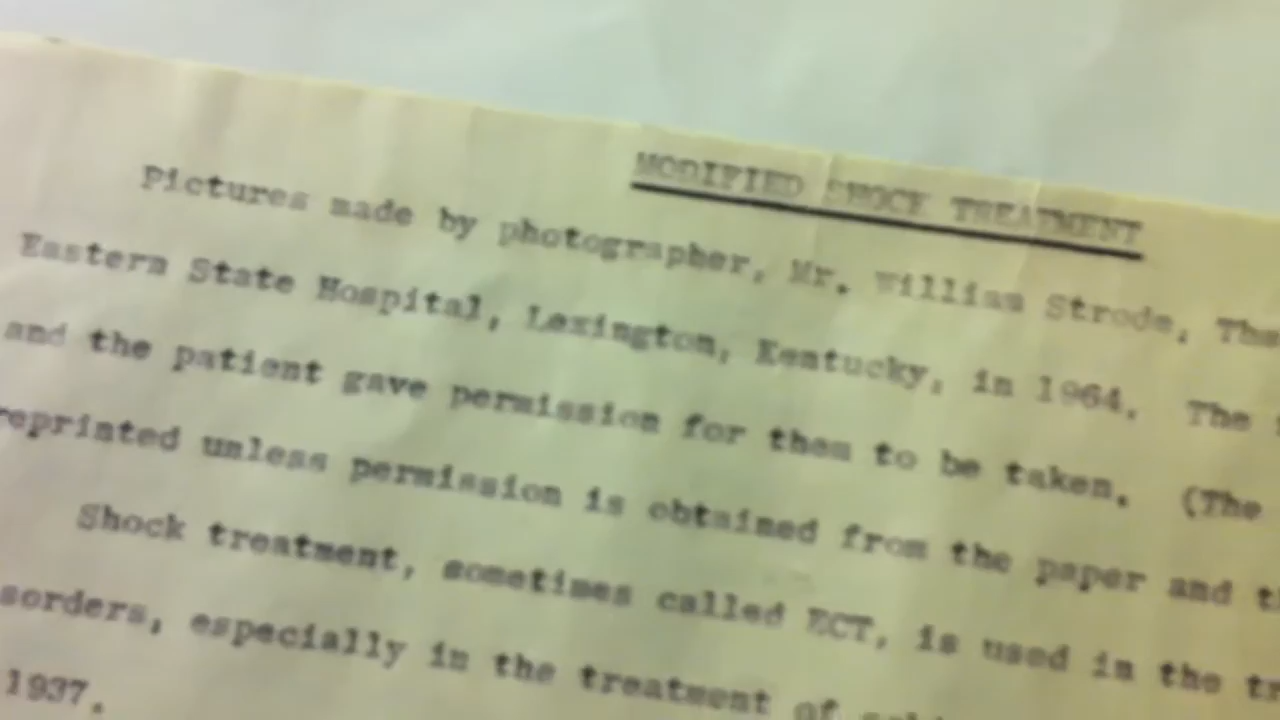 MODIFIED SHOCK TREATMENT
Pictures made by photographer, Mr. William Strode, The
Eastern State Hospital, Lexington, Kentucky, in 1964. The
and the patient gave permission for them to be taken. (The
reprinted unless permission is obtained from the paper and th
Shock treatment, sometimes called ECT, is used in the tr
sorders, especially in the treatment of
1937.